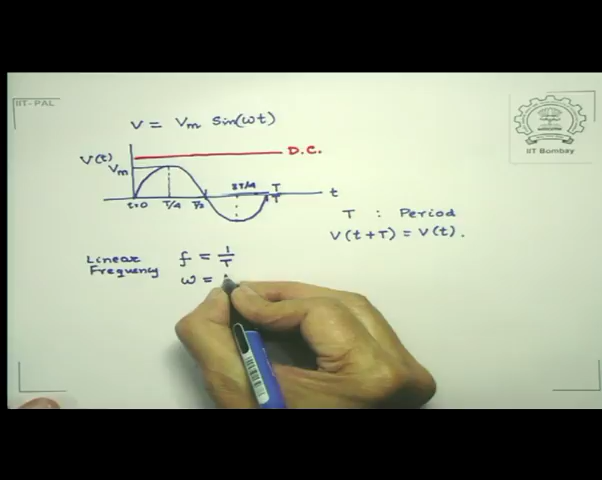 IIT-PAL
V = Vm Sin(ωt)
IIT Bombay
V(t)
D.C.
Vm
t=0 T/4 T/2 3T/4 T T t
T : Period
V(t+T) = V(t).
Linear Frequency f = 1/T
ω =